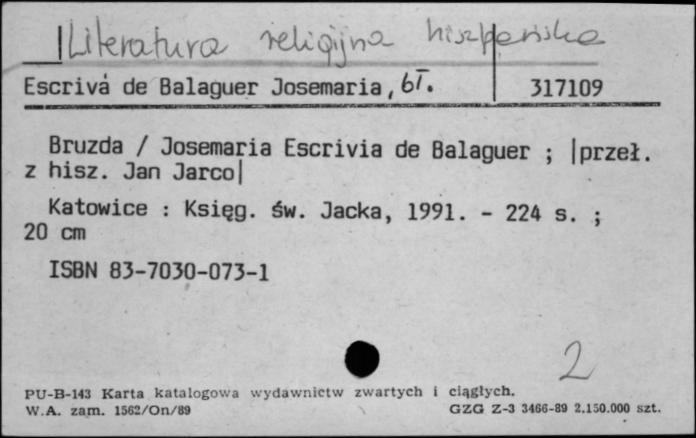 Literatura religijna hiszpańska
Escrivá de Balaguer Josemaria, bł. 317109
Bruzda / Josemaria Escrivia de Balaguer ; |przeł.
z hisz. Jan Jarco|
Katowice : Księg. św. Jacka, 1991. - 224 s. ;
20 cm
ISBN 83-7030-073-1
2
PU-B-143 Karta katalogowa wydawnictw zwartych i ciągłych.
W.A. zam. 1562/On/89 GZG Z-3 3466-89 2.150.000 szt.